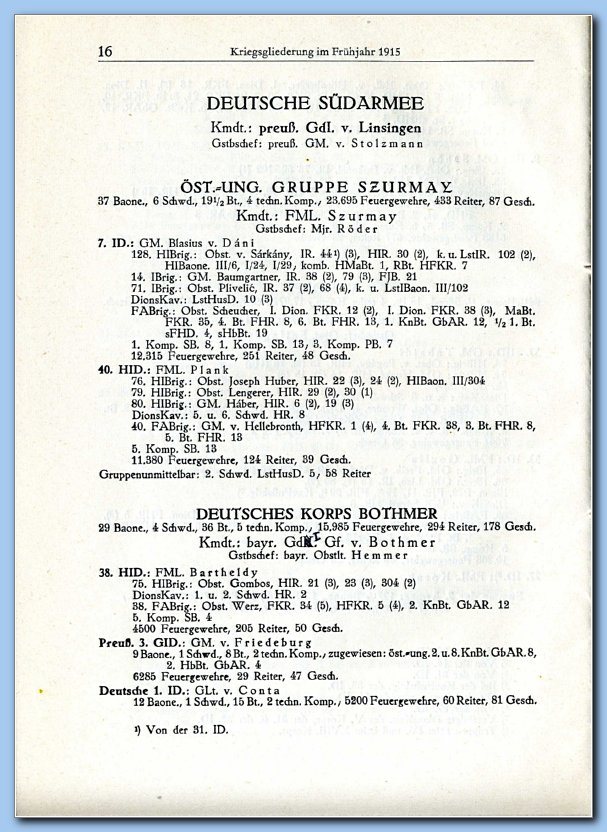 16 Kriegsgliederung im Frühjahr 1915
DEUTSCHE SÜDARMEE
Kmdt.: preuß. GdI. v. Linsingen
Gstbschef: preuß. GM. v. Stolzmann
ÖST.-UNG. GRUPPE SZURMAY
37 Baone., 6 Schwd., 19½ Bt., 4 techn. Komp., 23.695 Feuergewehre, 433 Reiter, 87 Gesch.
Kmdt.: FML. Szurmay
Gstbschef: Mjr. Röder
7. ID.: GM. Blasius v. Dáni
128. HIBrig.: Obst. v. Sárkány, IR. 44¹) (3), HIR. 30 (2), k. u. LstIR. 102 (2),
HIBaone. III/6, I/24, I/29, komb. HMaBt. 1, RBt. HFKR. 7
14. IBrig.: GM. Baumgartner, IR. 38 (2), 79 (3), FJB. 21
71. IBrig.: Obst. Plivelić, IR. 37 (2), 68 (4), k. u. LstIBaon. III/102
DionsKav.: LstHusD. 10 (3)
FABrig.: Obst. Scheucher, I. Dion. FKR. 12 (2), I. Dion. FKR. 38 (3), MaBt.
FKR. 35, 4. Bt. FHR. 8, 6. Bt. FHR. 13, 1. KnBt. GbAR. 12, ½ 1. Bt.
sFHD. 4, sHbBt. 19
1. Komp. SB. 8, 1. Komp. SB. 13, 3. Komp. PB. 7
12.315 Feuergewehre, 251 Reiter, 48 Gesch.
40. HID.: FML. Plank
76. HIBrig.: Obst. Joseph Huber, HIR. 22 (3), 24 (2), HIBaon. III/304
79. HIBrig.: Obst. Lengerer, HIR. 29 (2), 30 (1)
80. HIBrig.: GM. Háber, HIR. 6 (2), 19 (3)
DionsKav.: 5. u. 6. Schwd. HR. 8
40. FABrig.: GM. v. Hellebronth, HFKR. 1 (4), 4. Bt. FKR. 38, 3. Bt. FHR. 8,
5. Bt. FHR. 13
5. Komp. SB. 13
11.380 Feuergewehre, 124 Reiter, 39 Gesch.
Gruppenunmittelbar: 2. Schwd. LstHusD. 5, 58 Reiter
DEUTSCHES KORPS BOTHMER
29 Baone., 4 Schwd., 36 Bt., 5 techn. Komp., 15.985 Feuergewehre, 294 Reiter, 178 Gesch.
Kmdt.: bayr. GdI. Gf. v. Bothmer
Gstbschef: bayr. Obstlt. Hemmer
38. HID.: FML. Bartheldy
75. HIBrig.: Obst. Gombos, HIR. 21 (3), 23 (3), 304 (2)
DionsKav.: 1. u. 2. Schwd. HR. 2
38. FABrig.: Obst. Werz, FKR. 34 (5), HFKR. 5 (4), 2. KnBt. GbAR. 12
5. Komp. SB. 4
4500 Feuergewehre, 205 Reiter, 50 Gesch.
Preuß. 3. GID.: GM. v. Friedeburg
9 Baone., 1 Schwd., 8 Bt., 2 techn. Komp., zugewiesen: öst.-ung. 2. u. 8. KnBt. GbAR. 8,
2. HbBt. GbAR. 4
6285 Feuergewehre, 29 Reiter, 47 Gesch.
Deutsche 1. ID.: GLt. v. Conta
12 Baone., 1 Schwd., 15 Bt., 2 techn. Komp., 5200 Feuergewehre, 60 Reiter, 81 Gesch.
¹) Von der 31. ID.